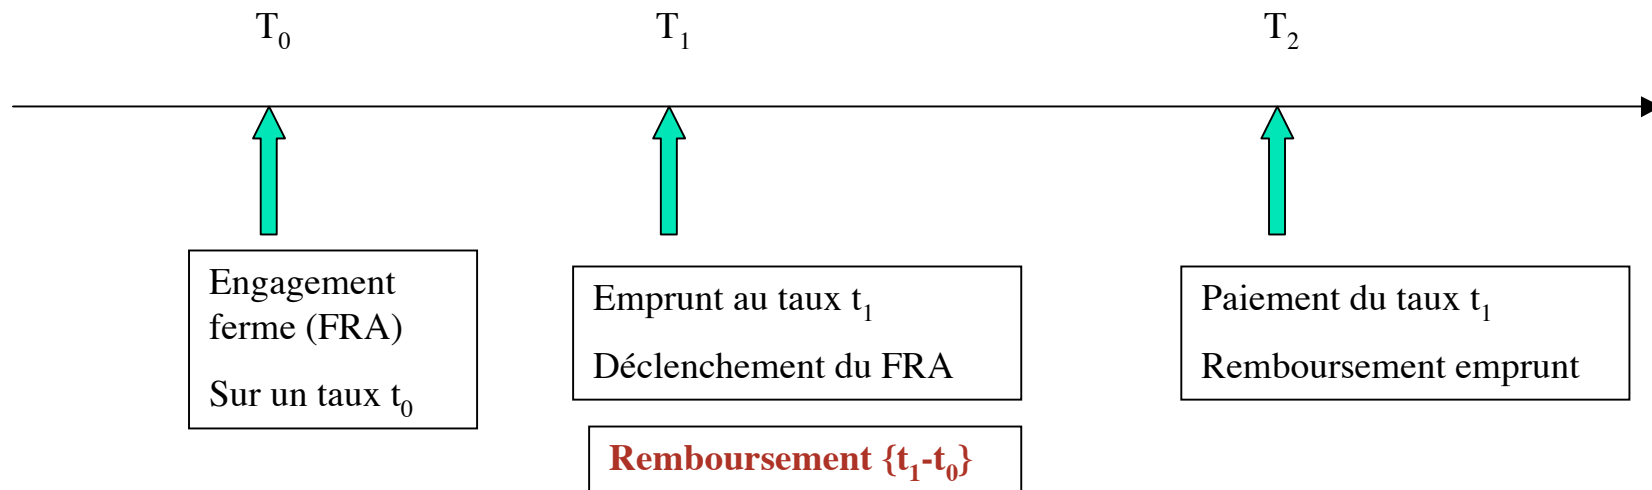 T₀
T₁
T₂
Engagement
ferme (FRA)
Sur un taux t₀
Emprunt au taux t₁
Déclenchement du FRA
Remboursement {t₁-t₀}
Paiement du taux t₁
Remboursement emprunt